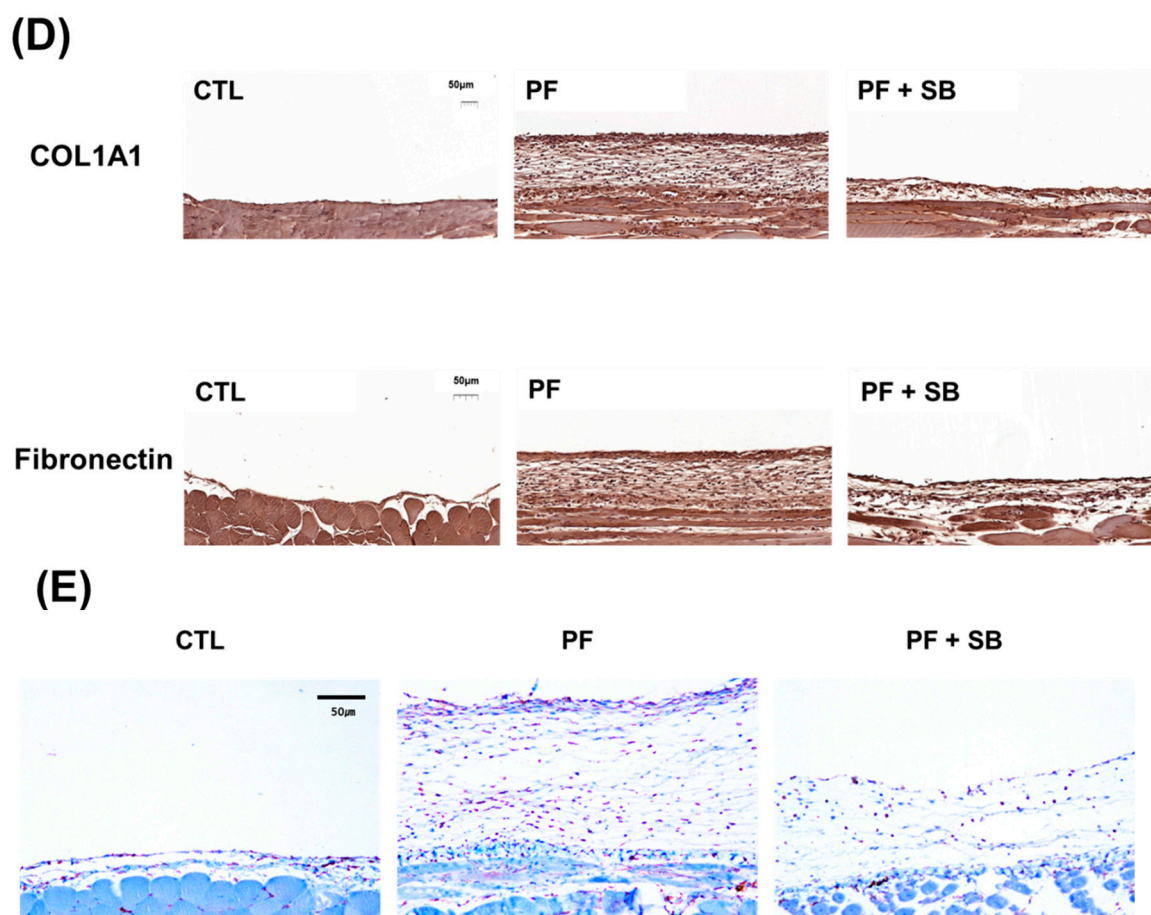 (D)
CTL
50μm
PF
PF + SB
COL1A1
CTL
50μm
PF
PF + SB
Fibronectin
(E)
CTL
PF
PF + SB
50μm